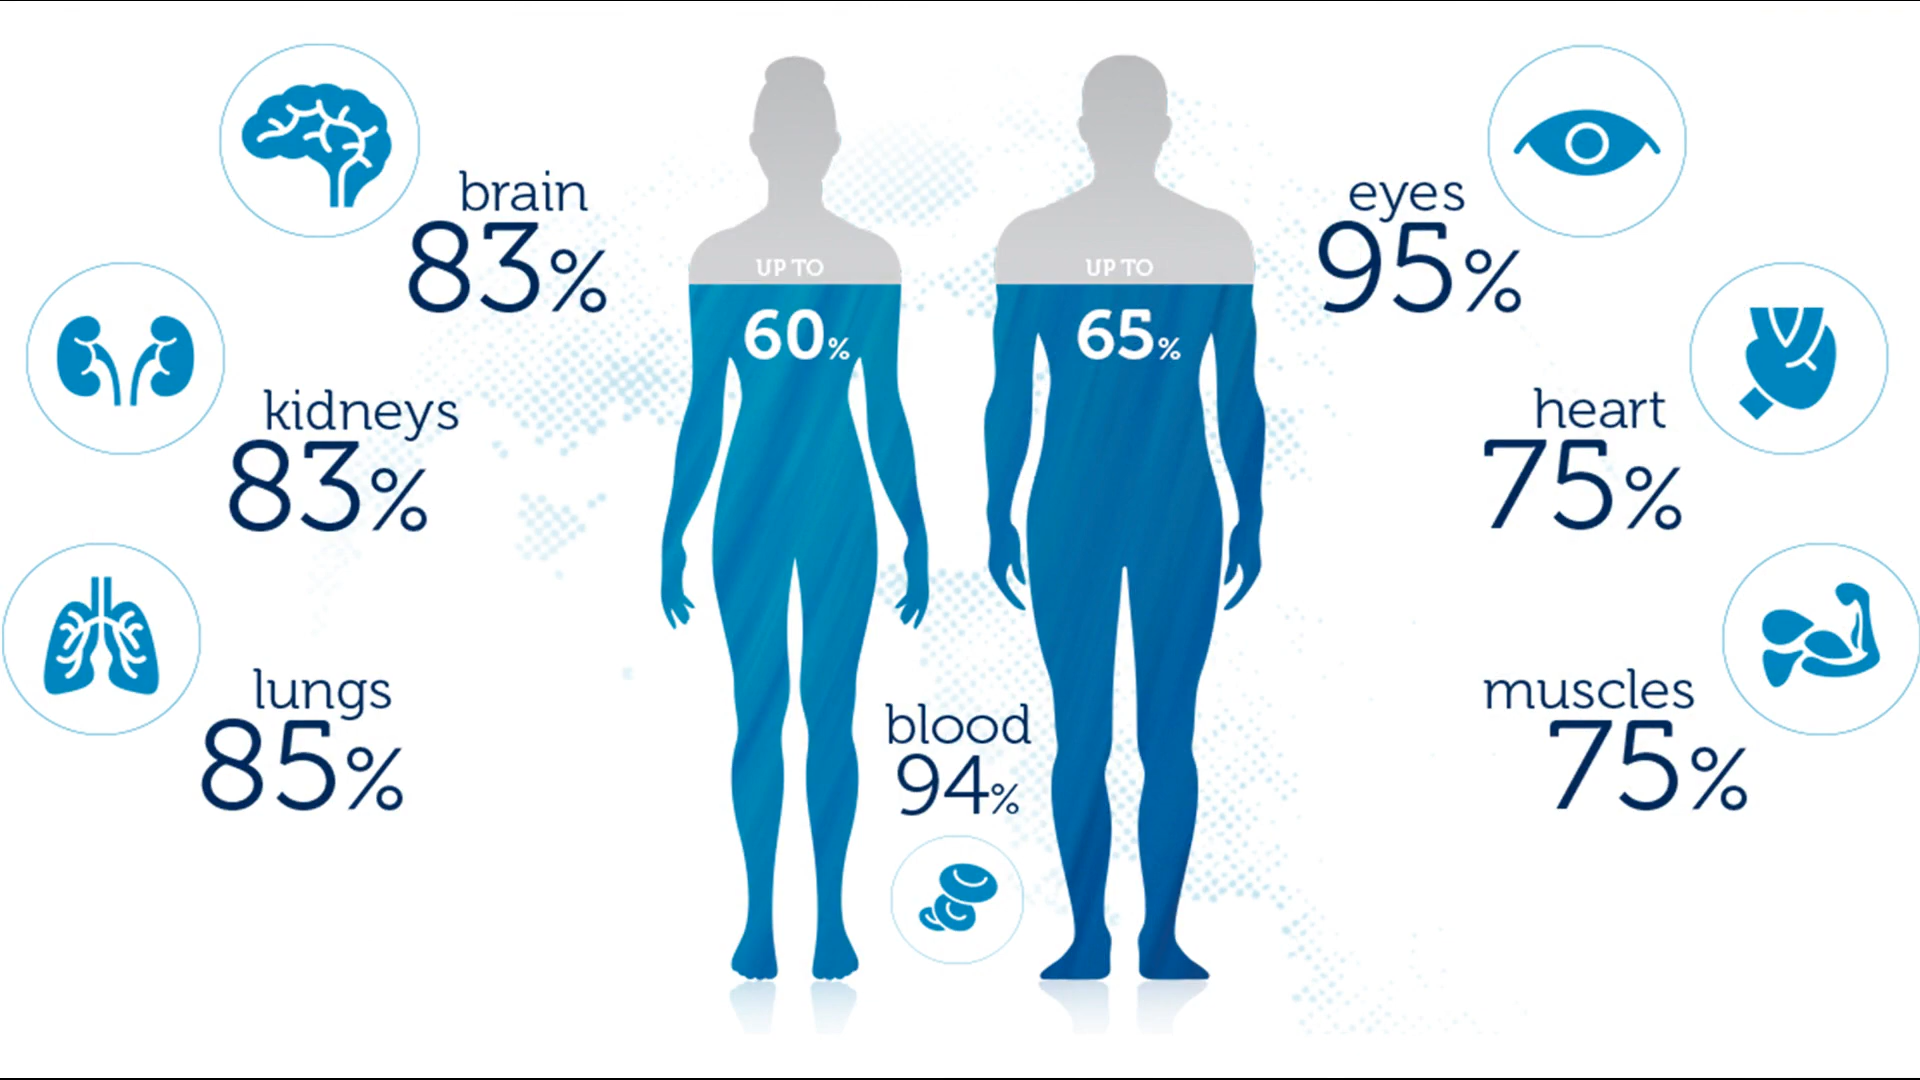 brain
83%
kidneys
83%
lungs
85%
UP TO
60%
UP TO
65%
blood
94%
eyes
95%
heart
75%
muscles
75%